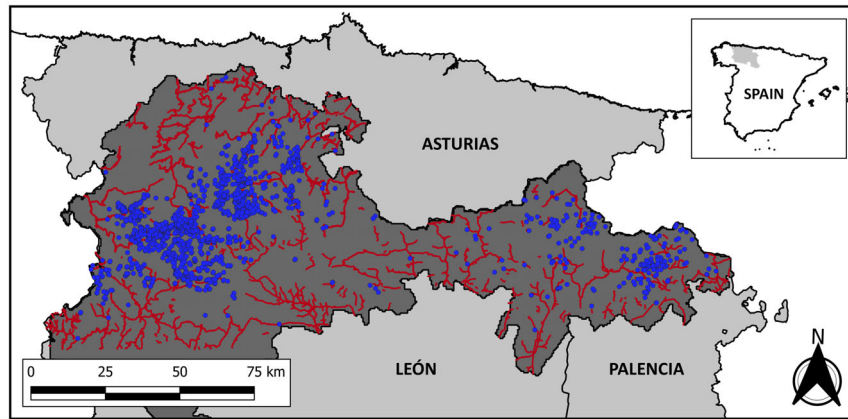 SPAIN
ASTURIAS
N
LEÓN
PALENCIA
0 25 50 75 km